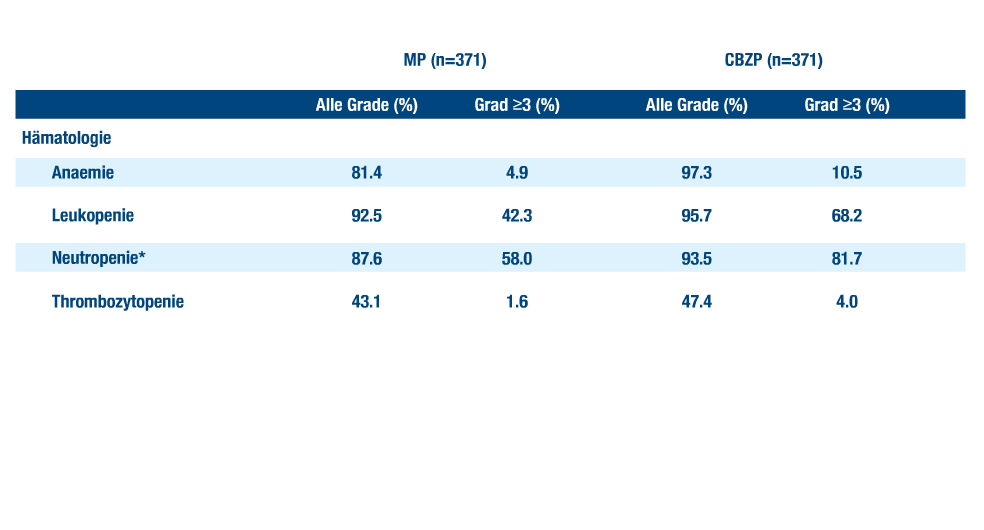 MP (n=371) CBZP (n=371)
Alle Grade (%) Grad ≥3 (%) Alle Grade (%) Grad ≥3 (%)
Hämatologie
Anaemie 81.4 4.9 97.3 10.5
Leukopenie 92.5 42.3 95.7 68.2
Neutropenie* 87.6 58.0 93.5 81.7
Thrombozytopenie 43.1 1.6 47.4 4.0